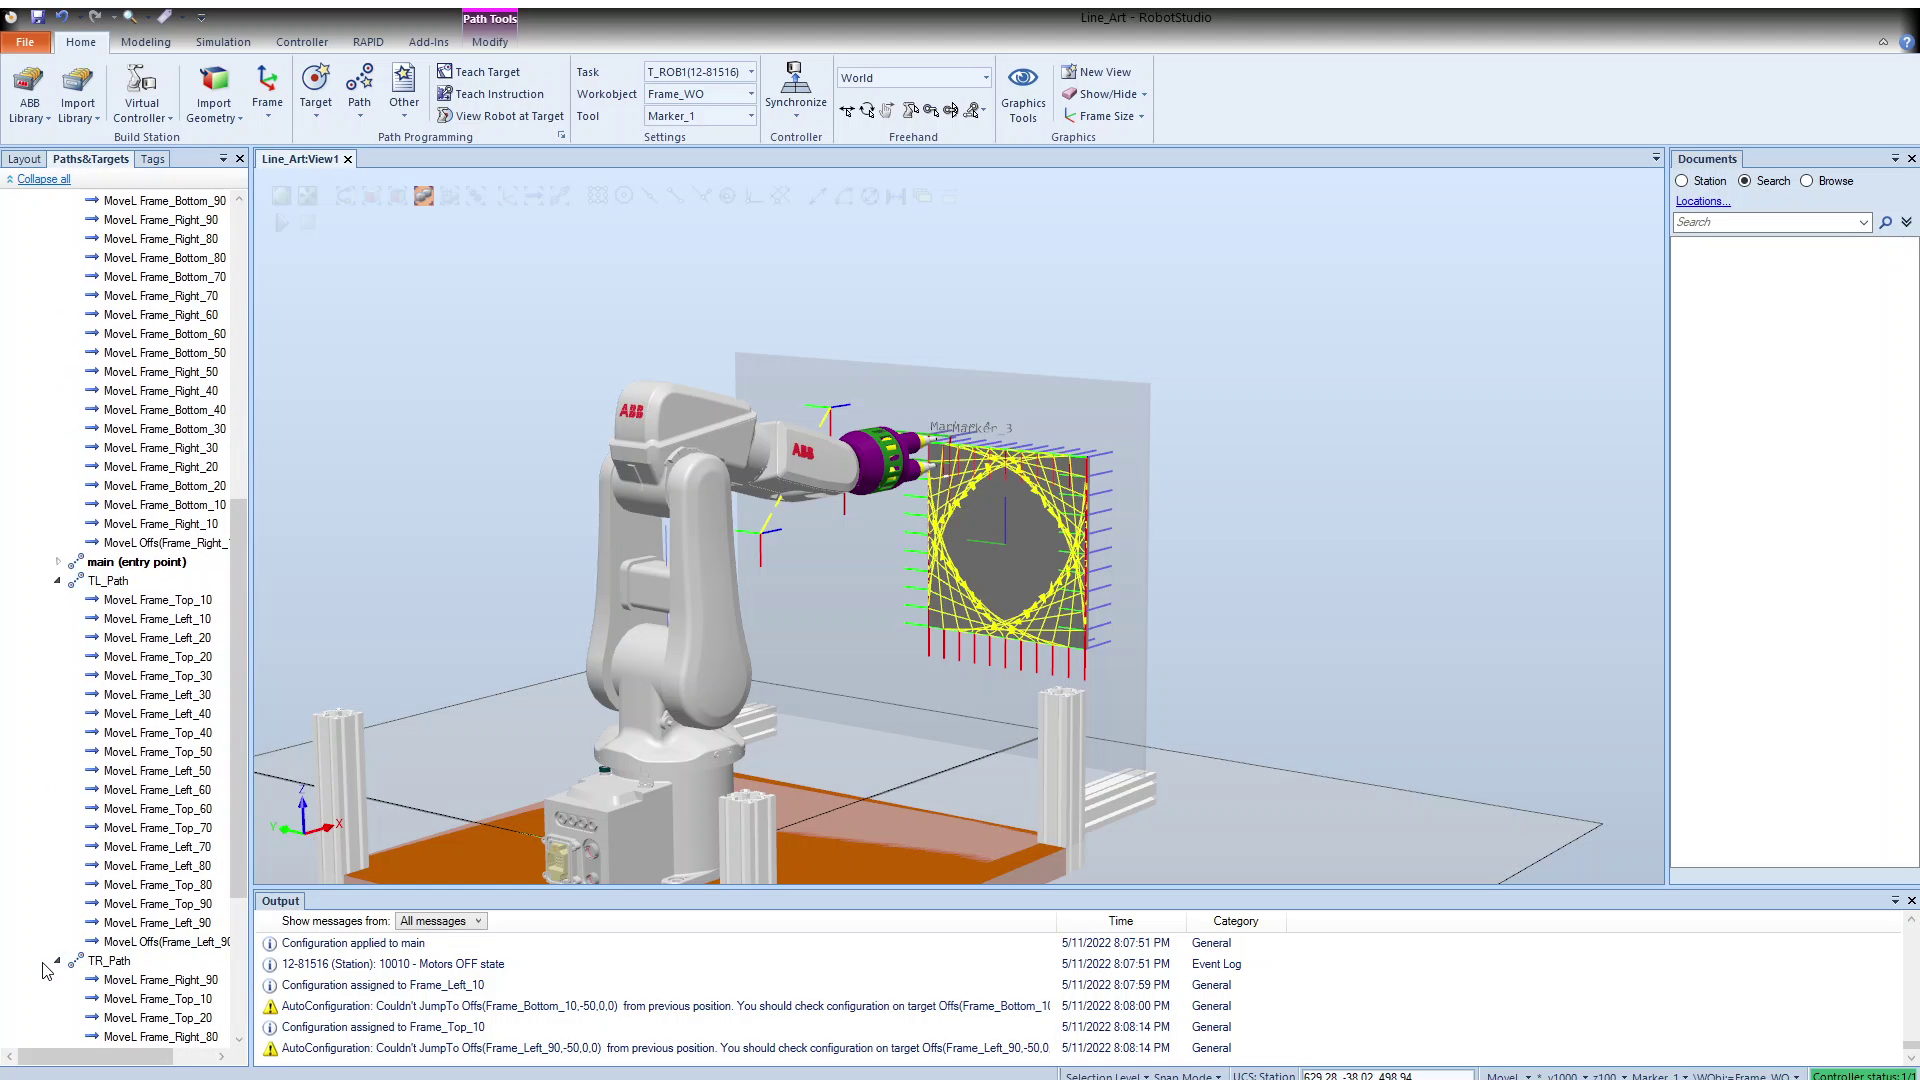 Path Tools
Line_Art - RobotStudio
File
Home
Modeling
Simulation
Controller
RAPID
Add-Ins
Modify
ABB
Library
Import
Library
Virtual
Controller
Import
Geometry
Frame
Build Station
Target
Path
Other
Teach Target
Teach Instruction
View Robot at Target
Path Programming
Task
T_ROB1(12-81516)
Workobject
Frame_WO
Tool
Marker_1
Settings
Synchronize
Controller
World
Freehand
Graphics
Tools
New View
Show/Hide
Frame Size
Graphics
Layout
Paths&Targets
Tags
Collapse all
MoveL Frame_Bottom_90
MoveL Frame_Right_90
MoveL Frame_Right_80
MoveL Frame_Bottom_80
MoveL Frame_Bottom_70
MoveL Frame_Right_70
MoveL Frame_Right_60
MoveL Frame_Bottom_60
MoveL Frame_Bottom_50
MoveL Frame_Right_50
MoveL Frame_Right_40
MoveL Frame_Bottom_40
MoveL Frame_Bottom_30
MoveL Frame_Right_30
MoveL Frame_Right_20
MoveL Frame_Bottom_20
MoveL Frame_Bottom_10
MoveL Frame_Right_10
MoveL Offs(Frame_Right_
main (entry point)
TL_Path
MoveL Frame_Top_10
MoveL Frame_Left_10
MoveL Frame_Left_20
MoveL Frame_Top_20
MoveL Frame_Top_30
MoveL Frame_Left_30
MoveL Frame_Left_40
MoveL Frame_Top_40
MoveL Frame_Top_50
MoveL Frame_Left_50
MoveL Frame_Left_60
MoveL Frame_Top_60
MoveL Frame_Top_70
MoveL Frame_Left_70
MoveL Frame_Left_80
MoveL Frame_Top_80
MoveL Frame_Top_90
MoveL Frame_Left_90
MoveL Offs(Frame_Left_90
TR_Path
MoveL Frame_Right_90
MoveL Frame_Top_10
MoveL Frame_Top_20
MoveL Frame_Right_80
Line_Art:View1
ABB
ABB
Marker_3
Z
Y
X
Documents
Station
Search
Browse
Locations...
Search
Output
Show messages from:
All messages
Time
Category
Configuration applied to main
5/11/2022 8:07:51 PM
General
12-81516 (Station): 10010 - Motors OFF state
5/11/2022 8:07:51 PM
Event Log
Configuration assigned to Frame_Left_10
5/11/2022 8:07:59 PM
General
AutoConfiguration: Couldn't JumpTo Offs(Frame_Bottom_10,-50,0,0) from previous position. You should check configuration on target Offs(Frame_Bottom_10
5/11/2022 8:08:00 PM
General
Configuration assigned to Frame_Top_10
5/11/2022 8:08:14 PM
General
AutoConfiguration: Couldn't JumpTo Offs(Frame_Left_90,-50,0,0) from previous position. You should check configuration on target Offs(Frame_Left_90,-50,0
5/11/2022 8:08:14 PM
General
Selection Level
Snap Mode
UCS: Station
629.28, -38.02, 498.94
MoveL * v1000 z100 Marker_1 \WObj:=Frame_WO
Controller status: 1/1